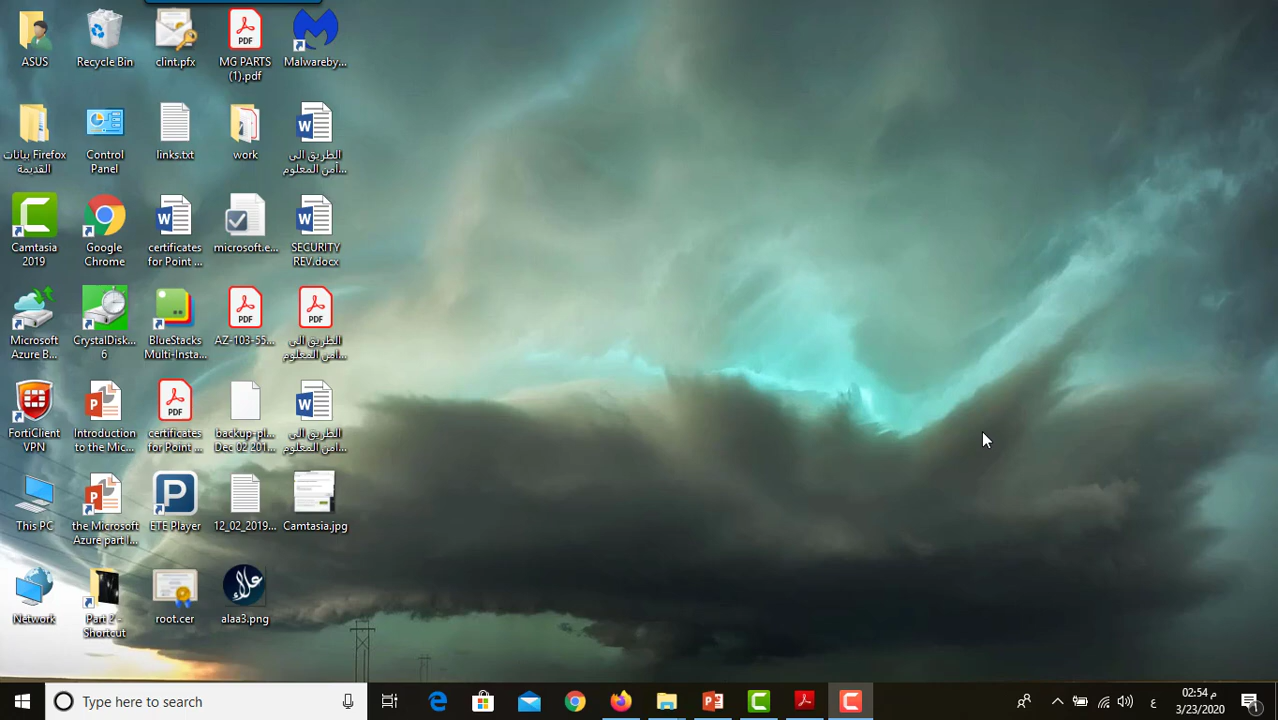 ASUS
Recycle Bin
clint.pfx
MG PARTS
(1).pdf
Malwareby...
بيانات Firefox
القديمة
Control
Panel
links.txt
work
الطريق الى
أمن المعلوم...
Camtasia
2019
Google
Chrome
certificates
for Point ...
microsoft.e...
SECURITY
REV.docx
Microsoft
Azure B...
CrystalDisk...
6
BlueStacks
Multi-Insta...
AZ-103-55...
الطريق الى
أمن المعلوم...
FortiClient
VPN
Introduction
to the Mic...
certificates
for Point ...
backup-pl...
Dec 02 201...
الطريق الى
أمن المعلوم...
This PC
the Microsoft
Azure part I...
ETE Player
12_02_2019...
Camtasia.jpg
Network
Part 2 -
Shortcut
root.cer
علاء
alaa3.png
Type here to search
ع
02:54 م
3/23/2020
1